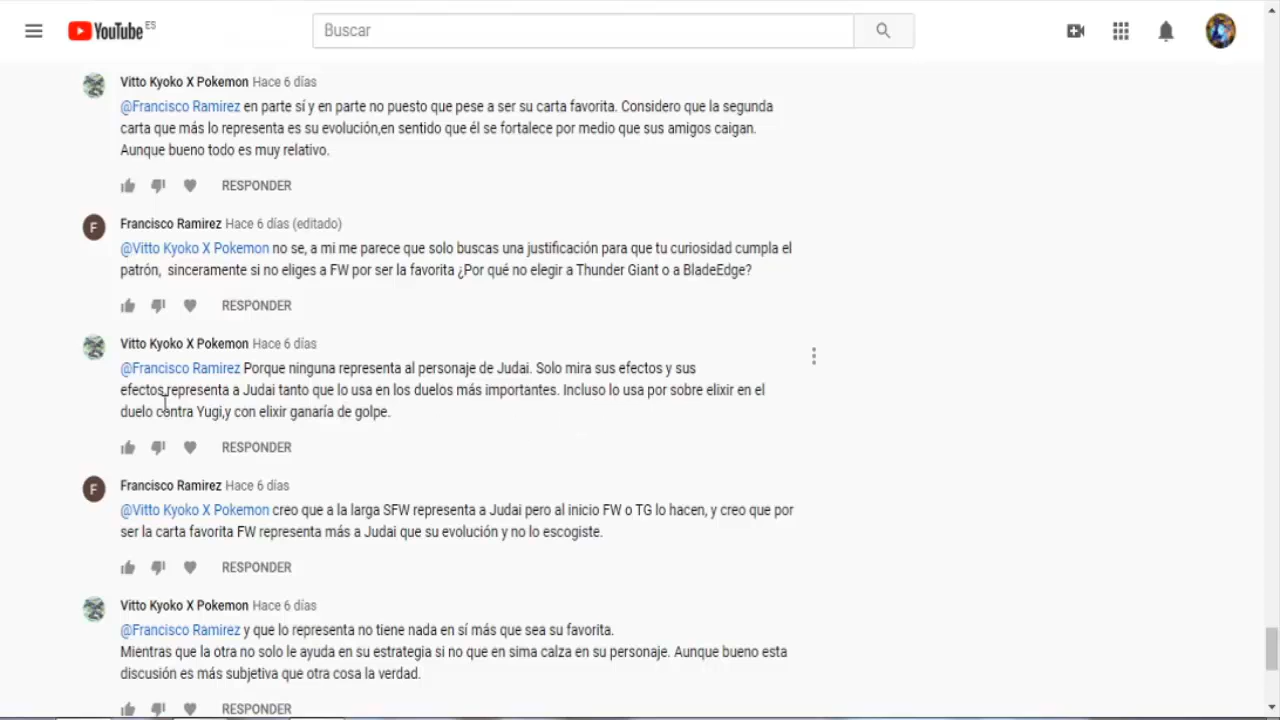 YouTube ES
Buscar
Vitto Kyoko X Pokemon Hace 6 días
@Francisco Ramirez en parte sí y en parte no puesto que pese a ser su carta favorita. Considero que la segunda
carta que más lo representa es su evolución,en sentido que él se fortalece por medio que sus amigos caigan.
Aunque bueno todo es muy relativo.
RESPONDER
F
Francisco Ramirez Hace 6 días (editado)
@Vitto Kyoko X Pokemon no se, a mi me parece que solo buscas una justificación para que tu curiosidad cumpla el
patrón, sinceramente si no eliges a FW por ser la favorita ¿Por qué no elegir a Thunder Giant o a BladeEdge?
RESPONDER
Vitto Kyoko X Pokemon Hace 6 días
@Francisco Ramirez Porque ninguna representa al personaje de Judai. Solo mira sus efectos y sus
efectos representa a Judai tanto que lo usa en los duelos más importantes. Incluso lo usa por sobre elixir en el
duelo contra Yugi,y con elixir ganaría de golpe.
RESPONDER
F
Francisco Ramirez Hace 6 días
@Vitto Kyoko X Pokemon creo que a la larga SFW representa a Judai pero al inicio FW o TG lo hacen, y creo que por
ser la carta favorita FW representa más a Judai que su evolución y no lo escogiste.
RESPONDER
Vitto Kyoko X Pokemon Hace 6 días
@Francisco Ramirez y que lo representa no tiene nada en sí más que sea su favorita.
Mientras que la otra no solo le ayuda en su estrategia si no que en sima calza en su personaje. Aunque bueno esta
discusión es más subjetiva que otra cosa la verdad.
RESPONDER